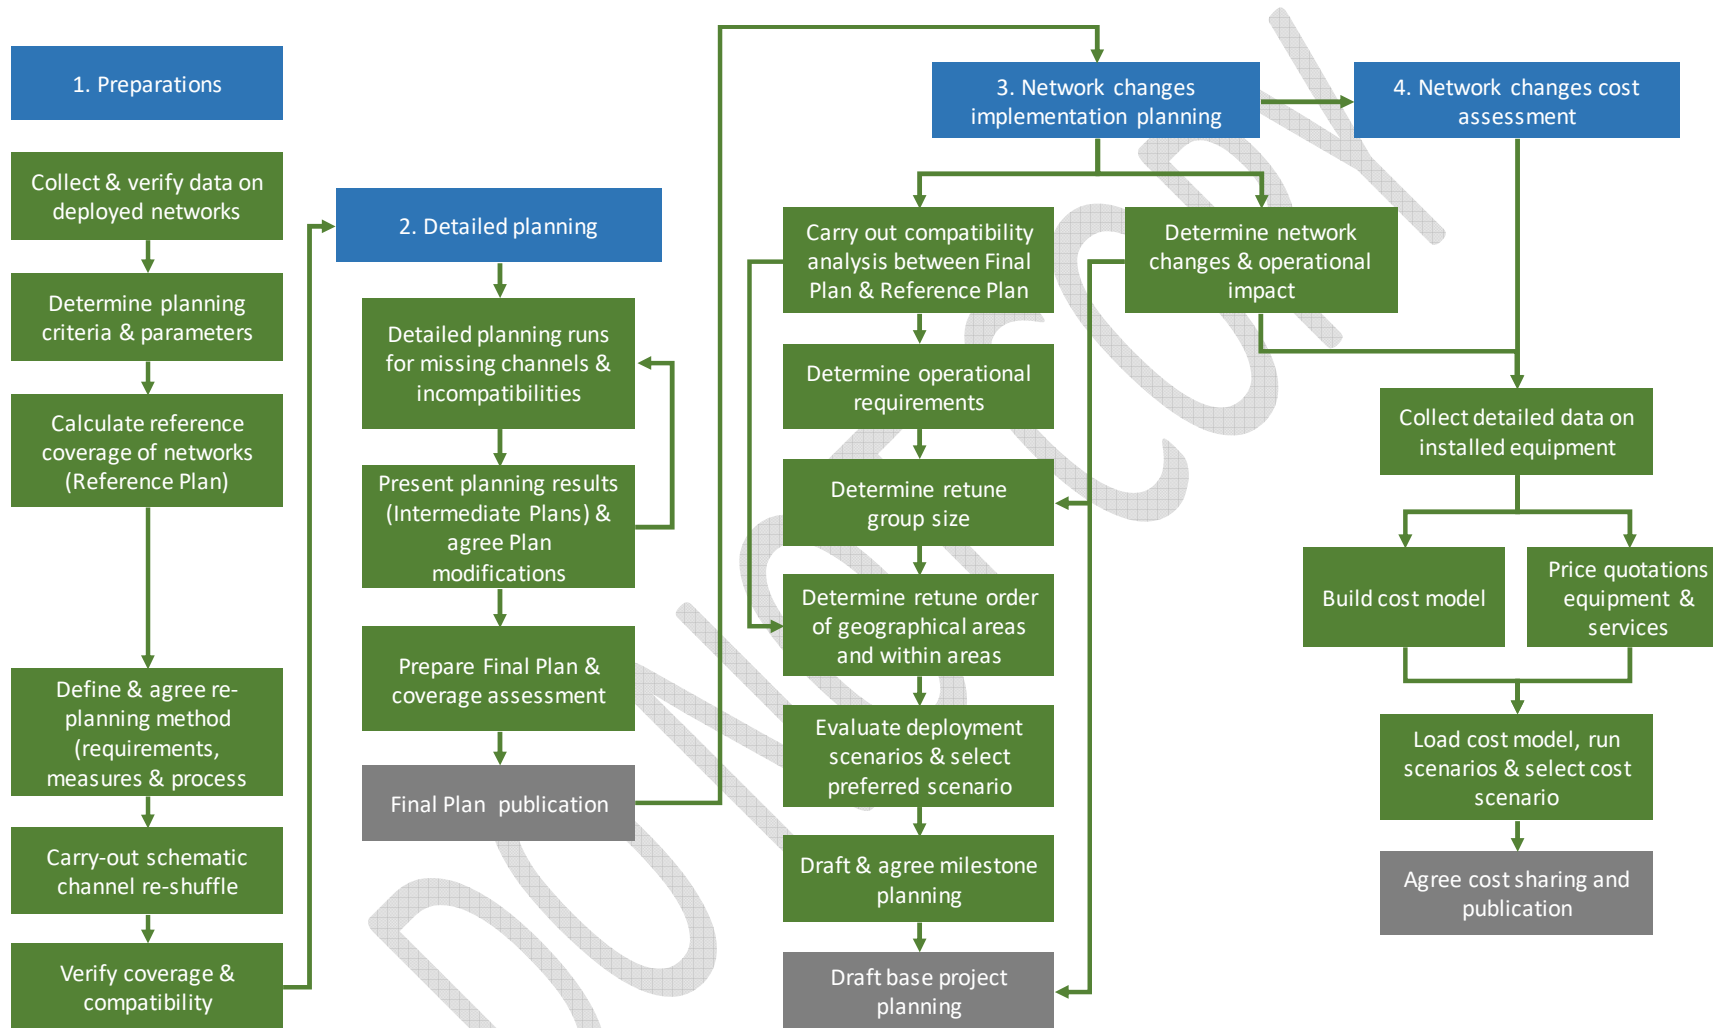 1. Preparations
Collect & verify data on
deployed networks
Determine planning
criteria & parameters
Calculate reference
coverage of networks
(Reference Plan)
Define & agree re-
planning method
(requirements,
measures & process
Carry-out schematic
channel re-shuffle
Verify coverage &
compatibility
2. Detailed planning
Detailed planning runs
for missing channels &
incompatibilities
Present planning results
(Intermediate Plans) &
agree Plan
modifications
Prepare Final Plan &
coverage assessment
Final Plan publication
3. Network changes
implementation planning
Carry out compatibility
analysis between Final
Plan & Reference Plan
Determine operational
requirements
Determine retune
group size
Determine retune order
of geographical areas
and within areas
Evaluate deployment
scenarios & select
preferred scenario
Draft & agree milestone
planning
Draft base project
planning
Determine network
changes & operational
impact
4. Network changes cost
assessment
Collect detailed data on
installed equipment
Build cost model
Price quotations
equipment &
services
Load cost model, run
scenarios & select cost
scenario
Agree cost sharing and
publication
DO NOT COPY